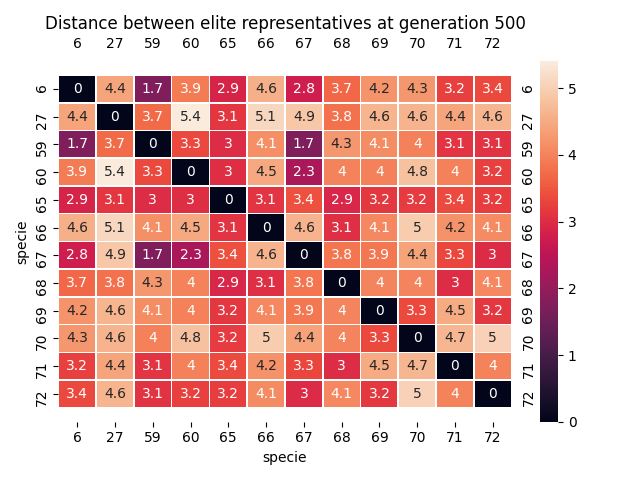 Distance between elite representatives at generation 500
6 27 59 60 65 66 67 68 69 70 71 72
6 0 4.4 1.7 3.9 2.9 4.6 2.8 3.7 4.2 4.3 3.2 3.4 6
27 4.4 0 3.7 5.4 3.1 5.1 4.9 3.8 4.6 4.6 4.4 4.6 27
59 1.7 3.7 0 3.3 3 4.1 1.7 4.3 4.1 4 3.1 3.1 59
60 3.9 5.4 3.3 0 3 4.5 2.3 4 4 4.8 4 3.2 60
65 2.9 3.1 3 3 0 3.1 3.4 2.9 3.2 3.2 3.4 3.2 65
66 4.6 5.1 4.1 4.5 3.1 0 4.6 3.1 4.1 5 4.2 4.1 66
67 2.8 4.9 1.7 2.3 3.4 4.6 0 3.8 3.9 4.4 3.3 3 67
68 3.7 3.8 4.3 4 2.9 3.1 3.8 0 4 4 3 4.1 68
69 4.2 4.6 4.1 4 3.2 4.1 3.9 4 0 3.3 4.5 3.2 69
70 4.3 4.6 4 4.8 3.2 5 4.4 4 3.3 0 4.7 5 70
71 3.2 4.4 3.1 4 3.4 4.2 3.3 3 4.5 4.7 0 4 71
72 3.4 4.6 3.1 3.2 3.2 4.1 3 4.1 3.2 5 4 0 72
6 27 59 60 65 66 67 68 69 70 71 72
specie
specie
5
4
3
2
1
0